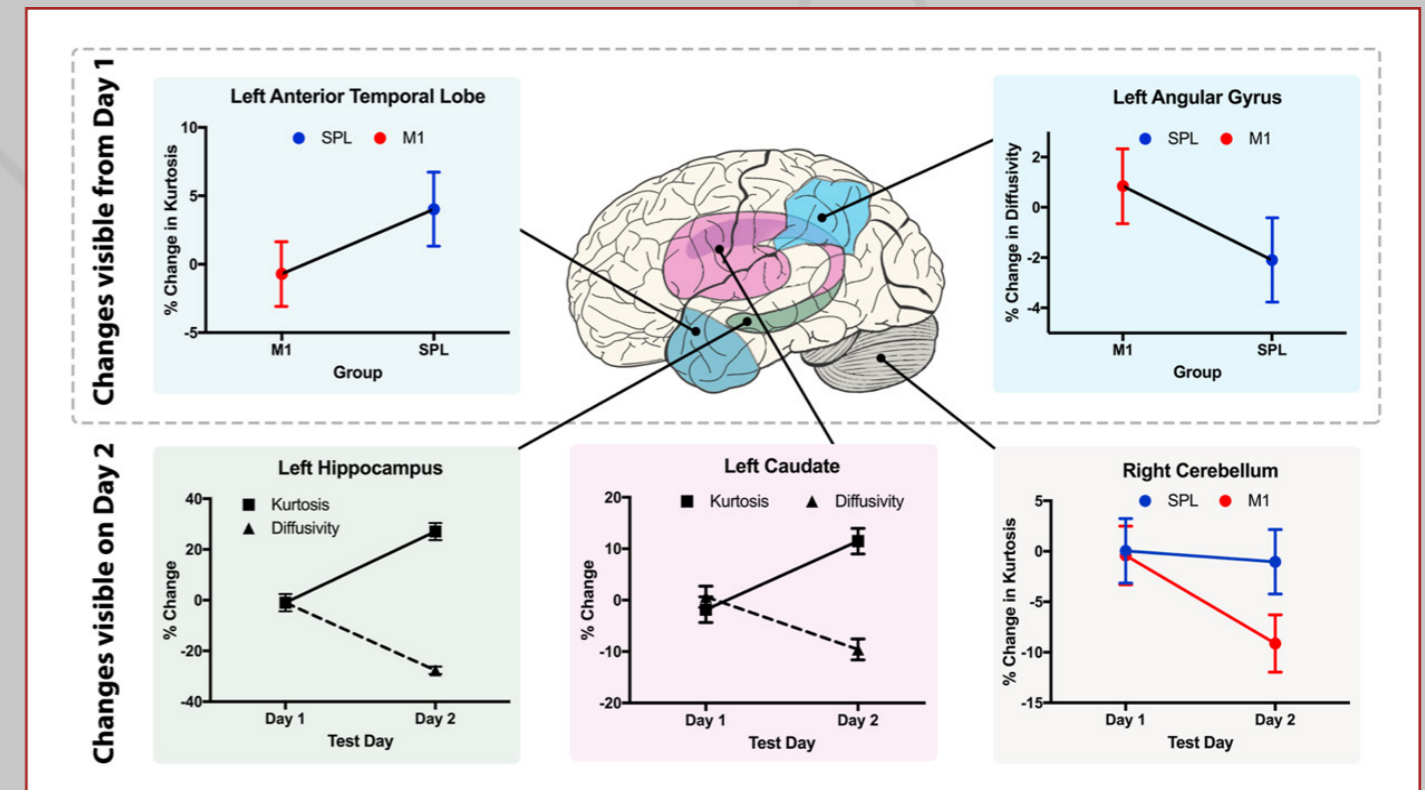 Changes visible from Day 1
Left Anterior Temporal Lobe
SPL M1
% Change in Kurtosis
10
5
0
-5
M1 SPL
Group
Left Angular Gyrus
SPL M1
% Change in Diffusivity
2
0
-2
-4
M1 SPL
Group
Changes visible on Day 2
Left Hippocampus
Kurtosis
Diffusivity
% Change
40
20
0
-20
-40
Day 1 Day 2
Test Day
Left Caudate
Kurtosis Diffusivity
% Change
20
10
0
-10
-20
Day 1 Day 2
Test Day
Right Cerebellum
SPL M1
% Change in Kurtosis
5
0
-5
-10
-15
Day 1 Day 2
Test Day